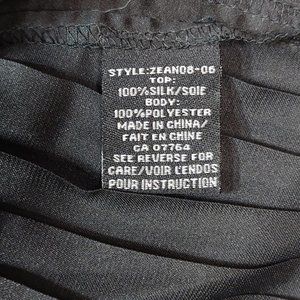 STYLE:ZEAN08-06
TOP:
100%SILK/SOIE
BODY:
100%POLYESTER
MADE IN CHINA/
FAIT EN CHINE
CA 07764
SEE REVERSE FOR
CARE/VOIR L'ENDOS
POUR INSTRUCTION